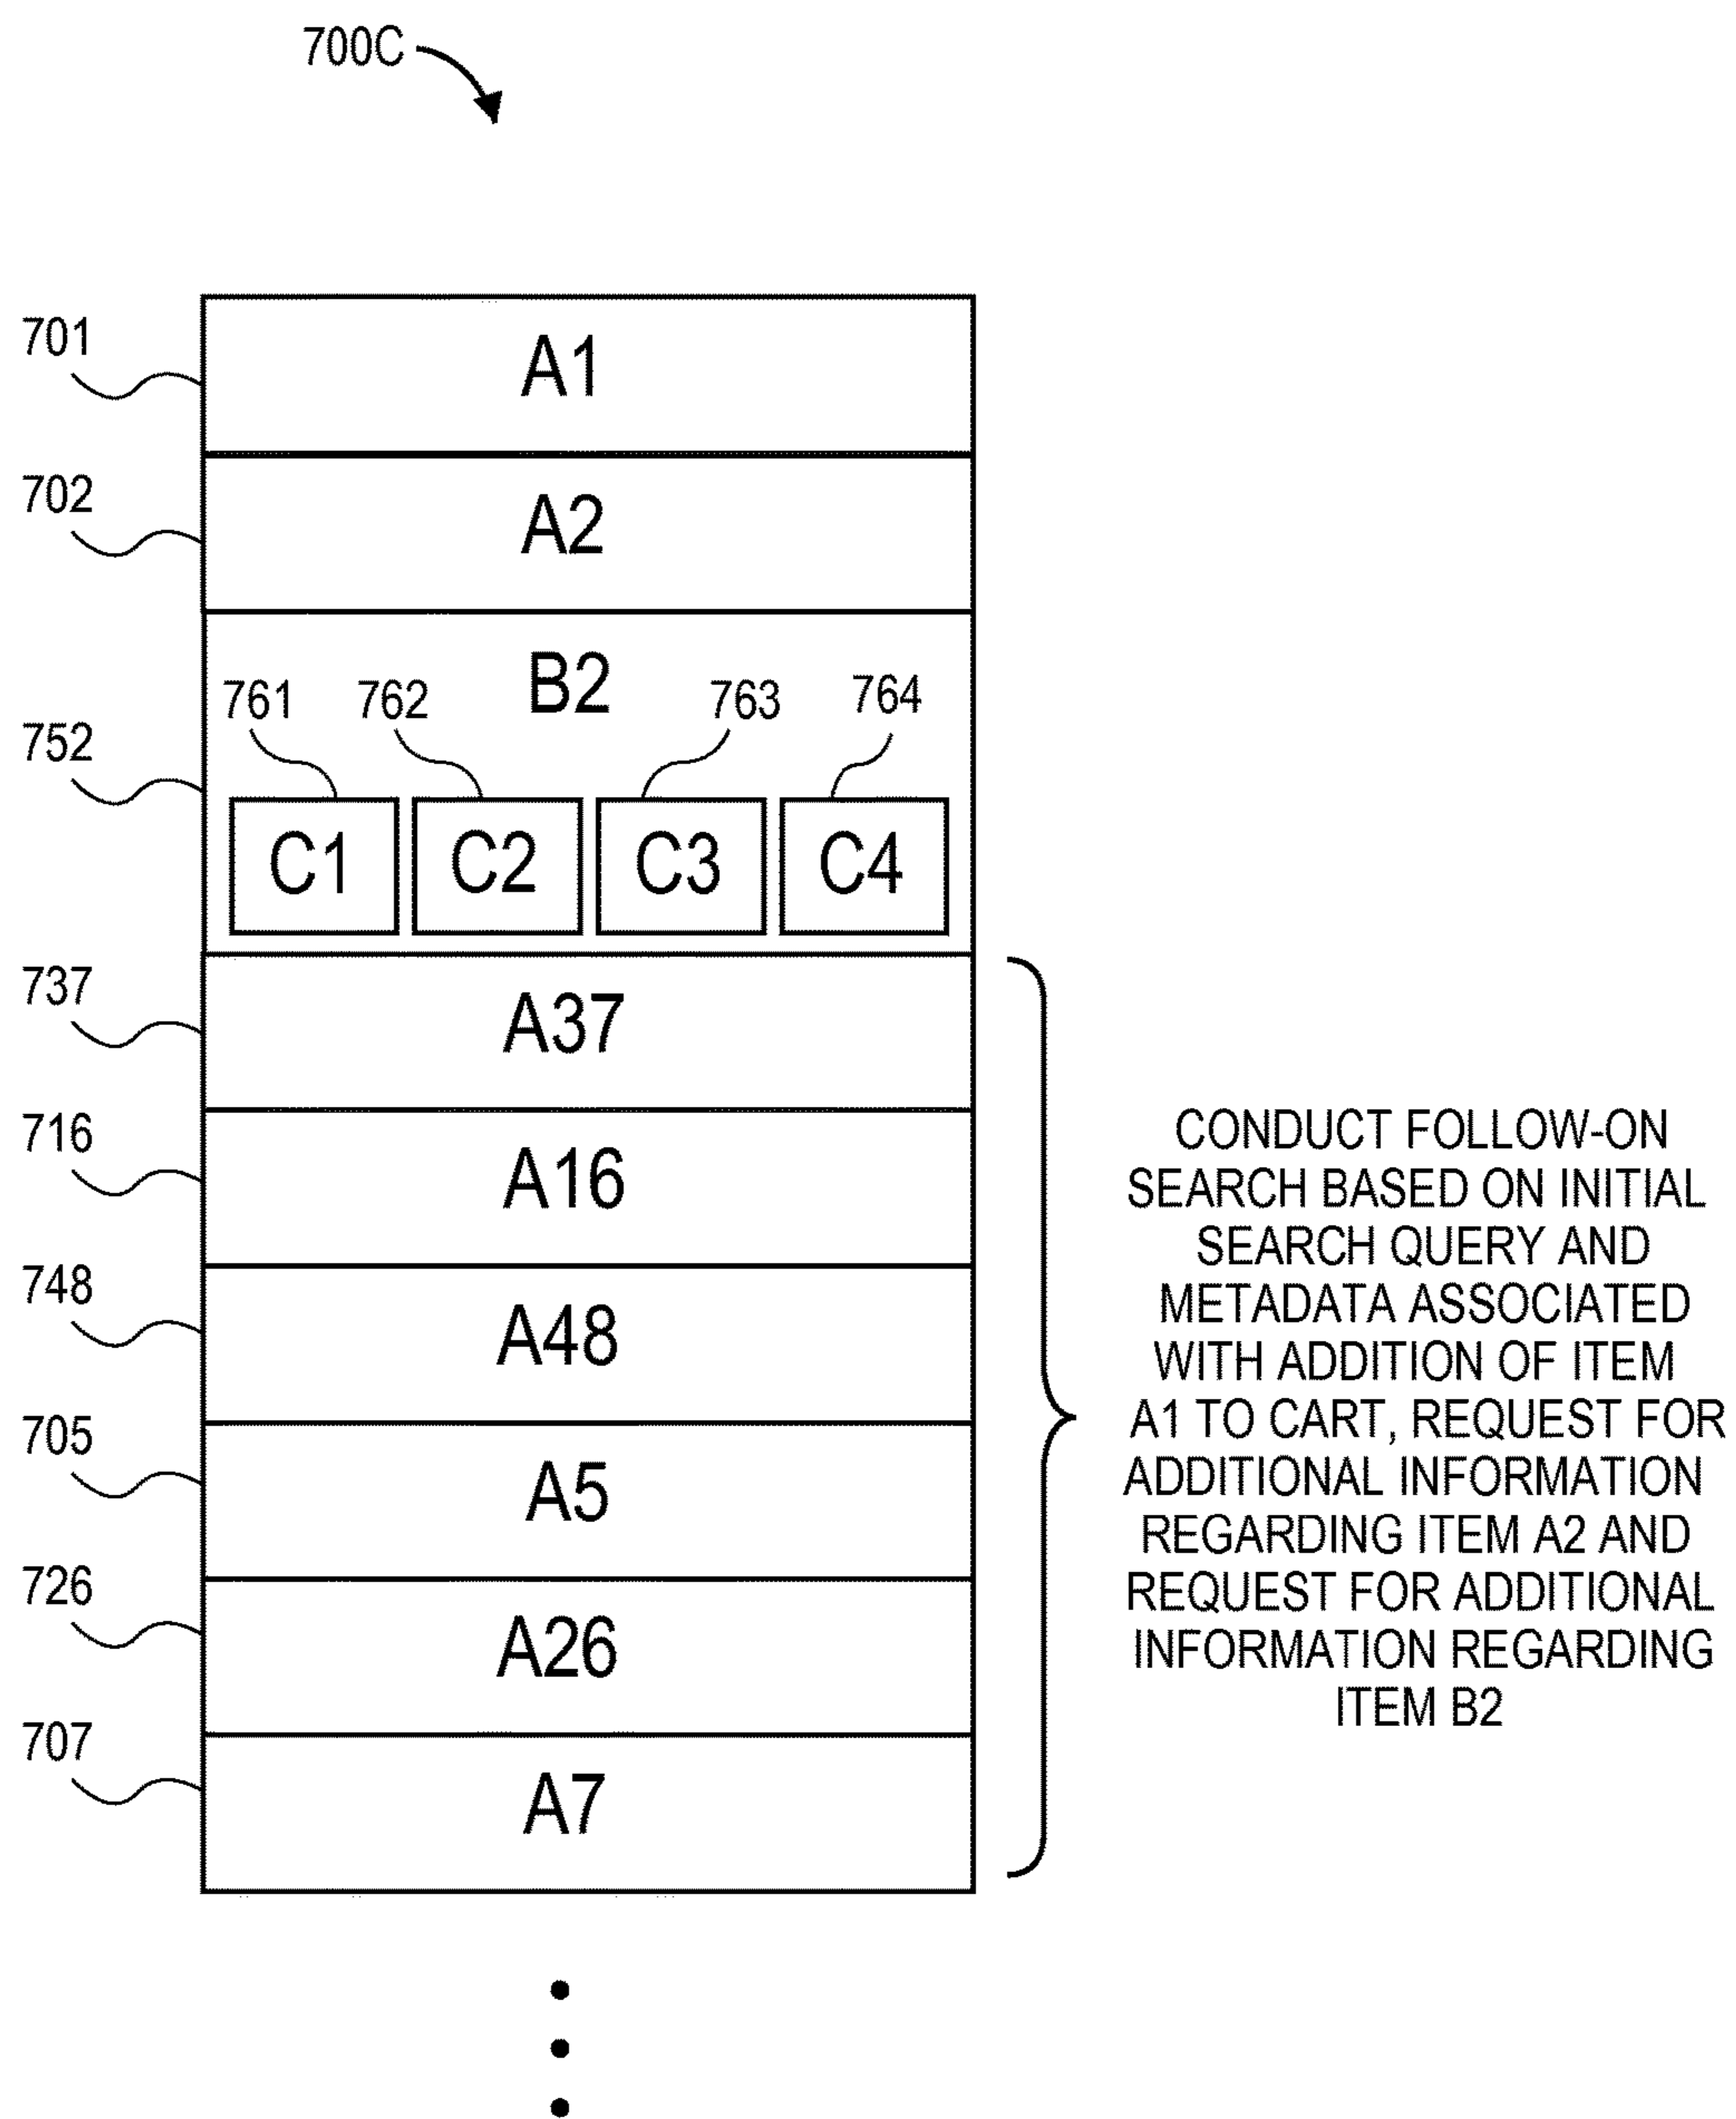 700C
701
A1
702
A2
B2
761
762
763
764
752
C1
C2
C3
C4
737
A37
716
A16
748
A48
705
A5
726
A26
707
A7
CONDUCT FOLLOW-ON
SEARCH BASED ON INITIAL
SEARCH QUERY AND
METADATA ASSOCIATED
WITH ADDITION OF ITEM
A1 TO CART, REQUEST FOR
ADDITIONAL INFORMATION
REGARDING ITEM A2 AND
REQUEST FOR ADDITIONAL
INFORMATION REGARDING
ITEM B2